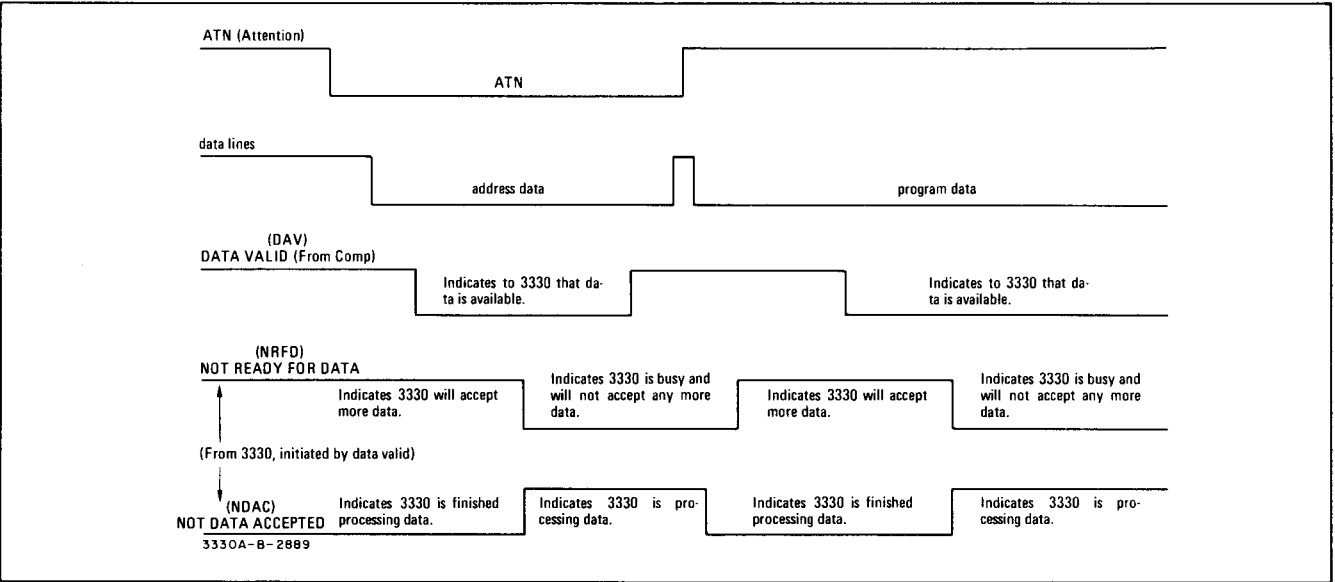 ATN (Attention)
ATN
data lines
address data
program data
(DAV)
DATA VALID (From Comp)
Indicates to 3330 that da-
ta is available.
Indicates to 3330 that da-
ta is available.
(NRFD)
NOT READY FOR DATA
Indicates 3330 will accept
more data.
Indicates 3330 is busy and
will not accept any more
data.
Indicates 3330 will accept
more data.
Indicates 3330 is busy and
will not accept any more
data.
(From 3330, initiated by data valid)
(NDAC)
NOT DATA ACCEPTED
Indicates 3330 is finished
processing data.
Indicates 3330 is pro-
cessing data.
Indicates 3330 is finished
processing data.
Indicates 3330 is pro-
cessing data.
3330A-B-2889